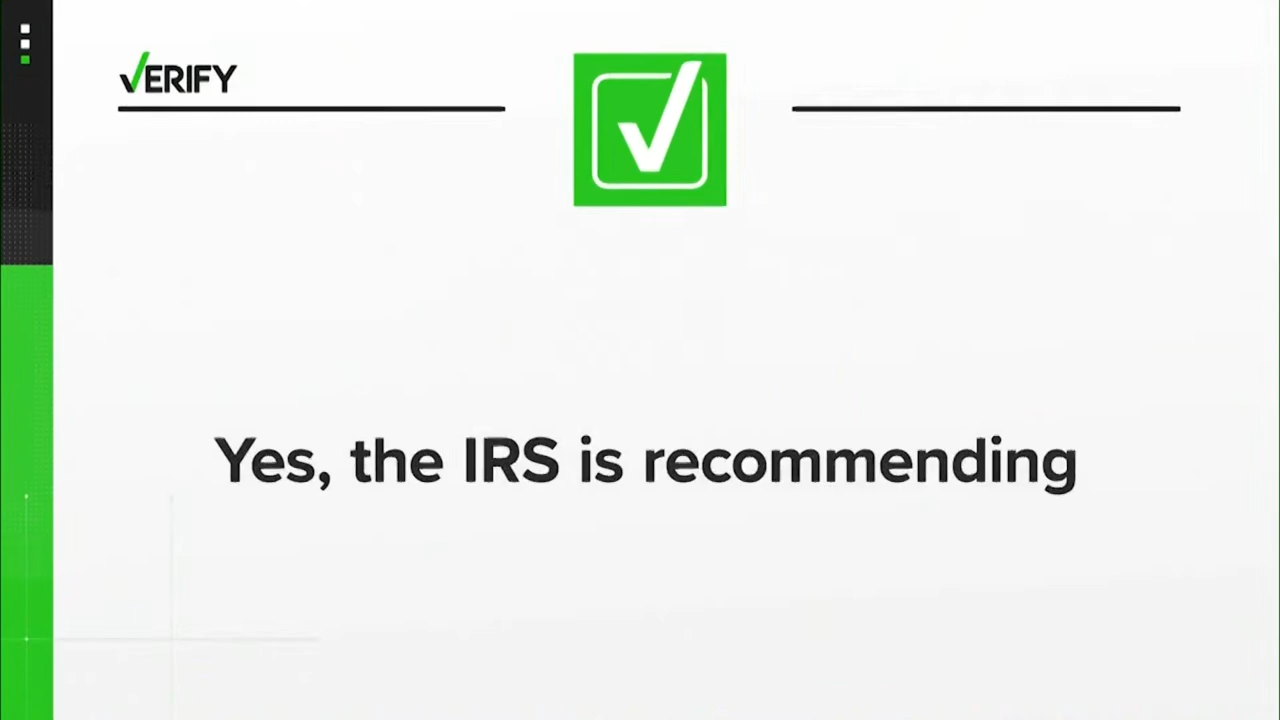 VERIFY
Yes, the IRS is recommending